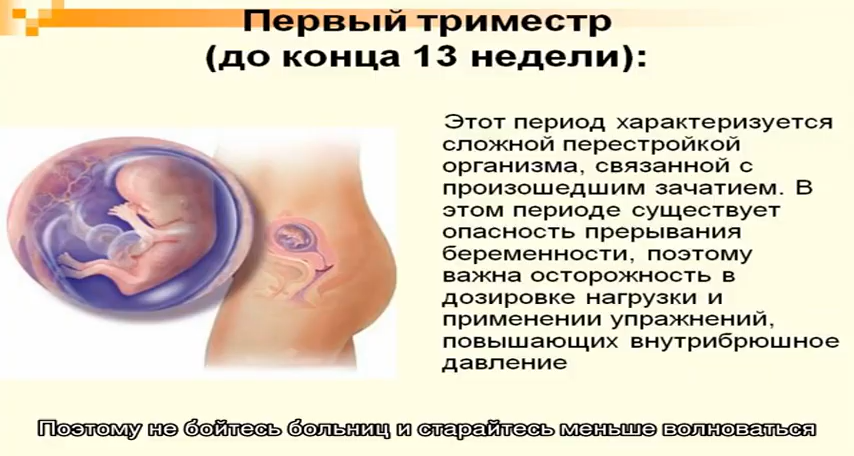 Первый триместр
(до конца 13 недели):
Этот период характеризуется
сложной перестройкой
организма, связанной с
произошедшим зачатием. В
этом периоде существует
опасность прерывания
беременности, поэтому
важна осторожность в
дозировке нагрузки и
применении упражнений,
повышающих внутрибрюшное
давление
Поэтому не бойтесь больниц и старайтесь меньше волноваться